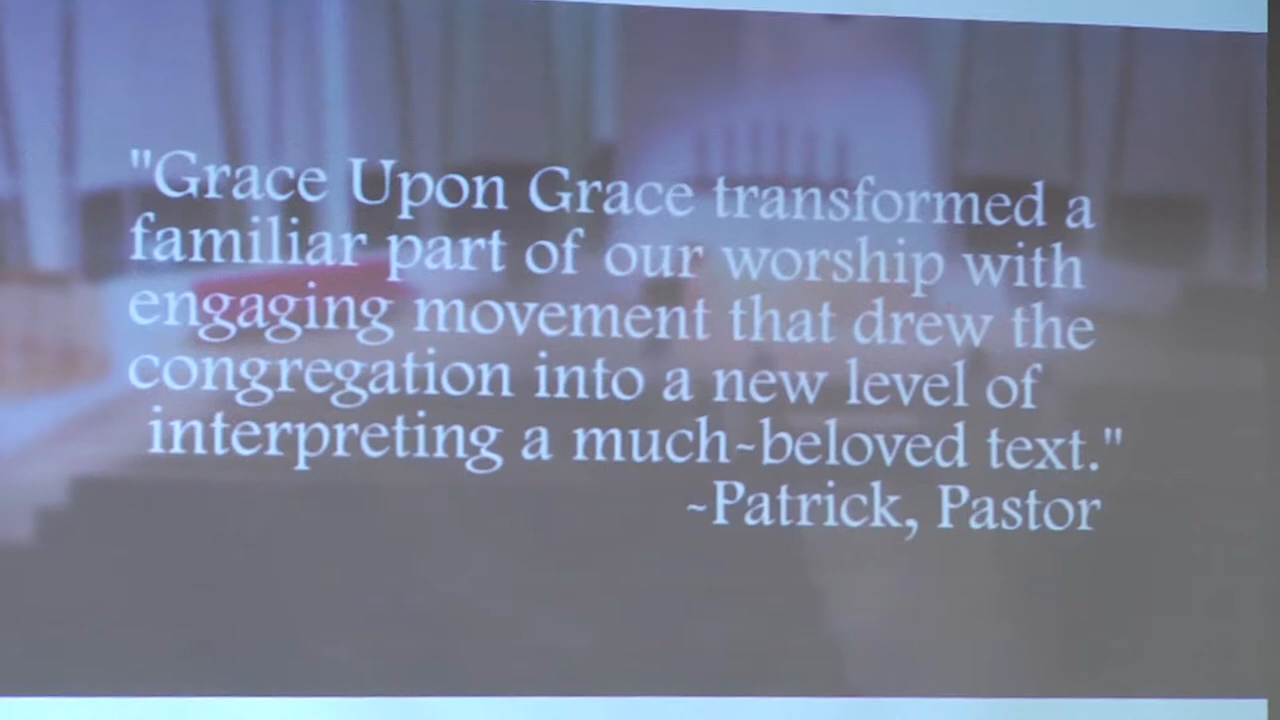 "Grace Upon Grace transformed a
familiar part of our worship with
engaging movement that drew the
congregation into a new level of
interpreting a much-beloved text."
~Patrick, Pastor